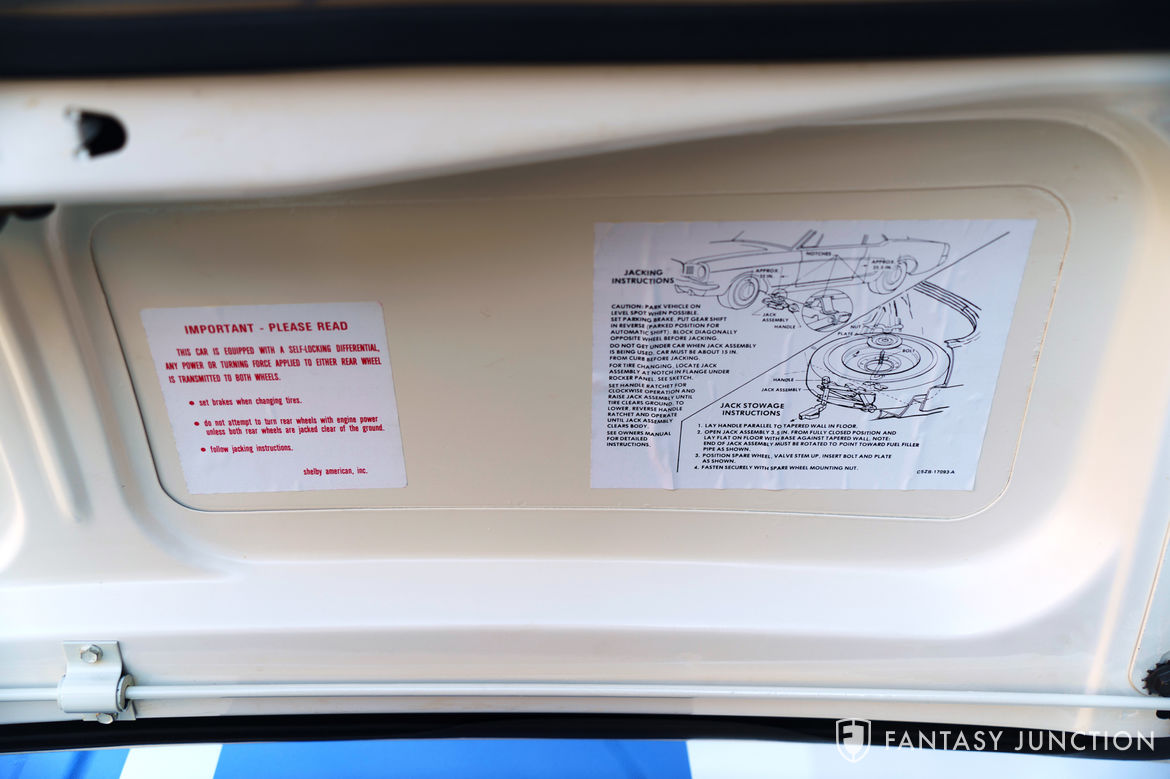 IMPORTANT - PLEASE READ
THIS CAR IS EQUIPPED WITH A SELF-LOCKING DIFFERENTIAL,
ANY POWER OR TURNING FORCE APPLIED TO EITHER REAR WHEEL
IS TRANSMITTED TO BOTH WHEELS.
• set brakes when changing tires.
• do not attempt to turn rear wheels with engine power
unless both rear wheels are jacked clear of the ground.
• follow jacking instructions.
shelby american, inc.
JACKING
INSTRUCTIONS
NOTCHES
APPROX.
APPROX.
JACK
ASSEMBLY
HANDLE
CAUTION: PARK VEHICLE ON
LEVEL SPOT WHEN POSSIBLE.
SET PARKING BRAKE. PUT GEAR SHIFT
IN REVERSE (PARKED POSITION FOR
AUTOMATIC SHIFT). BLOCK DIAGONALLY
OPPOSITE WHEEL BEFORE JACKING.
DO NOT GET UNDER CAR WHEN JACK ASSEMBLY
IS BEING USED. CAR MUST BE ABOUT 15 IN.
FROM CURB BEFORE JACKING.
FOR TIRE CHANGING, LOCATE JACK
ASSEMBLY AT NOTCH IN FLANGE UNDER
ROCKER PANEL. SEE SKETCH.
SET HANDLE RATCHET FOR
CLOCKWISE OPERATION AND
RAISE JACK ASSEMBLY UNTIL
TIRE CLEARS GROUND. TO
LOWER, REVERSE HANDLE
RATCHET AND OPERATE
UNTIL JACK ASSEMBLY
CLEARS BODY.
SEE OWNERS MANUAL
FOR DETAILED
INSTRUCTIONS.
NUT
PLATE
BOLT
HANDLE
JACK ASSEMBLY
JACK STOWAGE
INSTRUCTIONS
1. LAY HANDLE PARALLEL TO TAPERED WALL IN FLOOR.
2. OPEN JACK ASSEMBLY 3.5 IN. FROM FULLY CLOSED POSITION AND
LAY FLAT ON FLOOR WITH BASE AGAINST TAPERED WALL. NOTE:
END OF JACK ASSEMBLY MUST BE ROTATED TO POINT TOWARD FUEL FILLER
PIPE AS SHOWN.
3. POSITION SPARE WHEEL, VALVE STEM UP. INSERT BOLT AND PLATE
AS SHOWN.
4. FASTEN SECURELY WITH SPARE WHEEL MOUNTING NUT.
C5ZB-17093-A
FANTASY JUNCTION